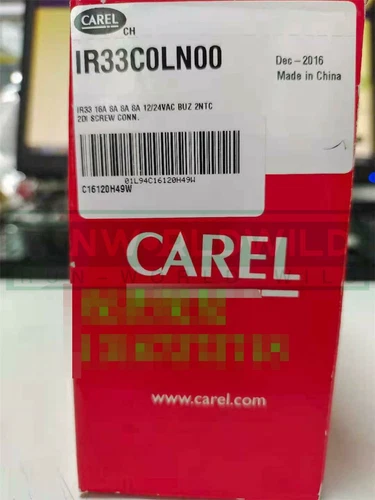 CAREL
CH
IR33C0LN00
Dec-2016
Made in China
IR33 16A 8A 8A 8A 12/24VAC BUZ 2NTC
2DI SCREW CONN.
01L94C16120H49W
C16120H49W
CAREL
www.carel.com